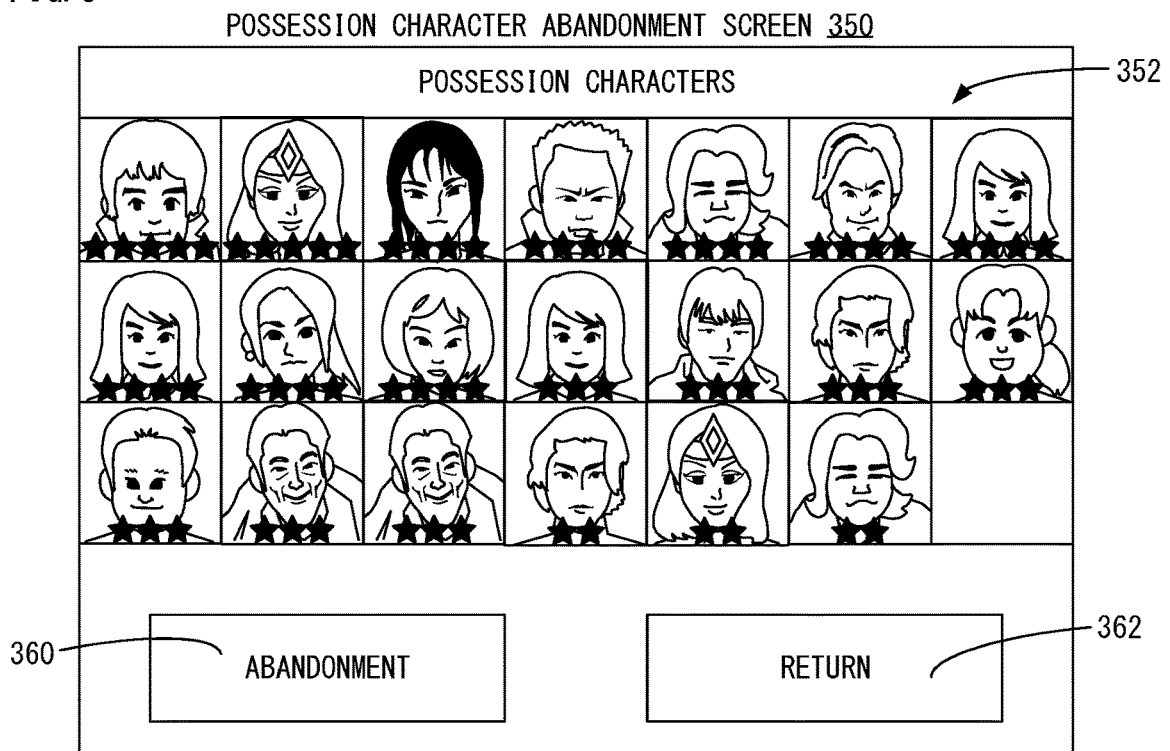 POSSESSION CHARACTER ABANDONMENT SCREEN 350
POSSESSION CHARACTERS
352
ABANDONMENT
RETURN
360
362